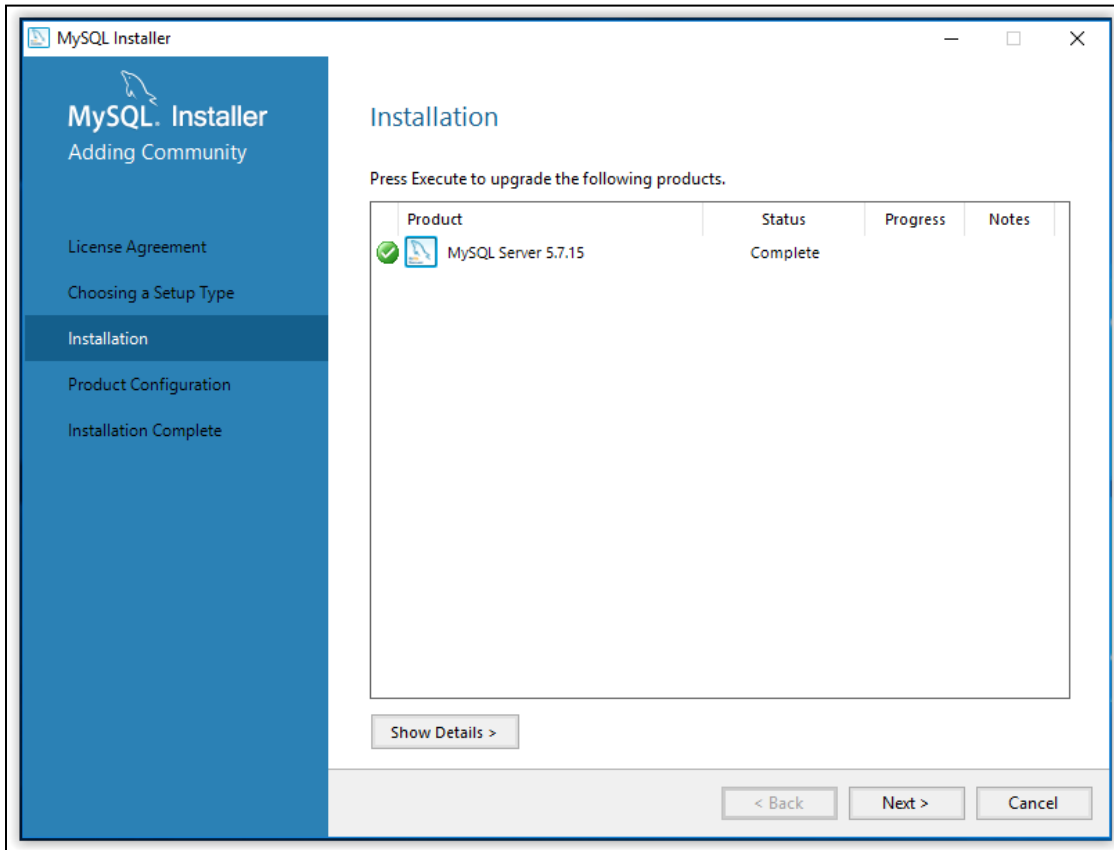 MySQL Installer
MySQL. Installer
Adding Community
License Agreement
Choosing a Setup Type
Installation
Product Configuration
Installation Complete
Installation
Press Execute to upgrade the following products.
Product Status Progress Notes
MySQL Server 5.7.15 Complete
Show Details >
< Back Next > Cancel